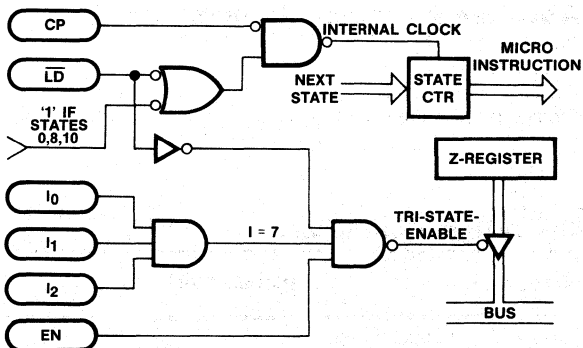 CP
INTERNAL CLOCK
MICRO
INSTRUCTION
L̅D̅
NEXT
STATE
STATE
CTR
'1' IF
STATES
0,8,10
Z-REGISTER
I0
I1
I = 7
TRI-STATE-
ENABLE
I2
BUS
EN